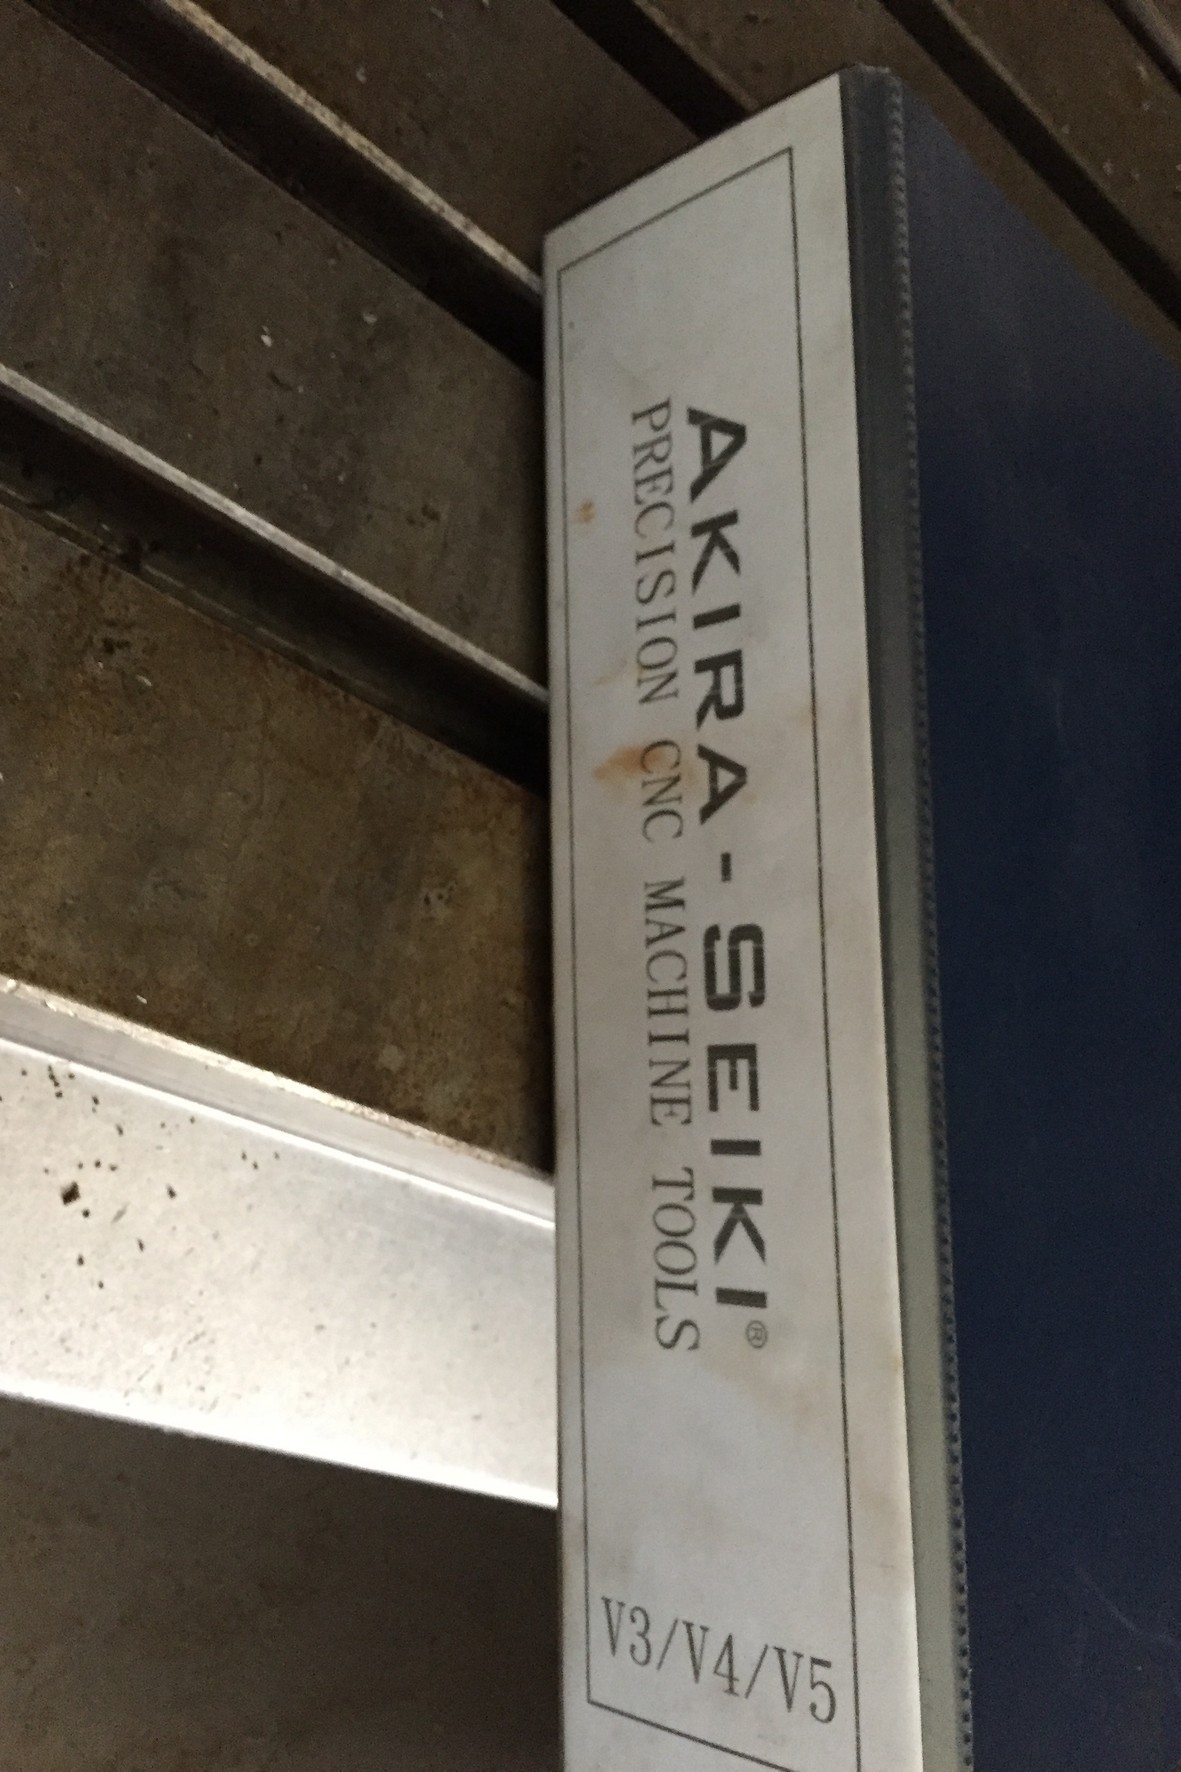 AKIRA-SEIKI®
PRECISION CNC MACHINE TOOLS
V3/V4/V5